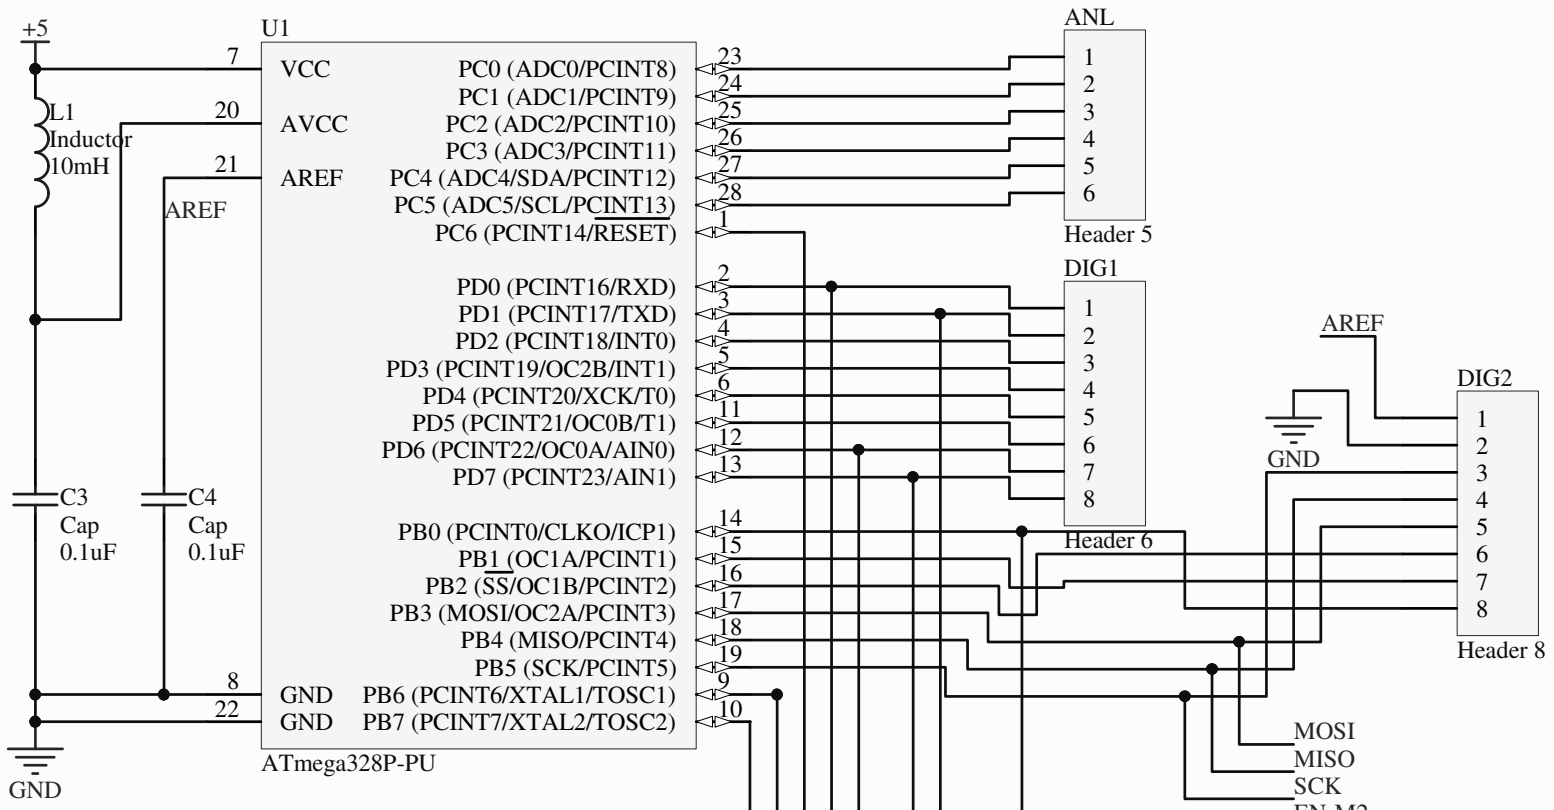 +5
U1
ANL
7 VCC PC0 (ADC0/PCINT8) 23 1
PC1 (ADC1/PCINT9) 24 2
L1
Inductor
10mH
20 AVCC PC2 (ADC2/PCINT10) 25 3
PC3 (ADC3/PCINT11) 26 4
21 AREF PC4 (ADC4/SDA/PCINT12) 27 5
AREF
PC5 (ADC5/SCL/PCINT13) 28 6
PC6 (PCINT14/RESET) 1
Header 5
DIG1
PD0 (PCINT16/RXD) 2 1
PD1 (PCINT17/TXD) 3 2
PD2 (PCINT18/INT0) 4 3
PD3 (PCINT19/OC2B/INT1) 5 4
PD4 (PCINT20/XCK/T0) 6 5
PD5 (PCINT21/OC0B/T1) 11 6
PD6 (PCINT22/OC0A/AIN0) 12 7
PD7 (PCINT23/AIN1) 13 8
Header 6
AREF
DIG2
GND
1
2
3
4
5
6
7
8
Header 8
C3
Cap
0.1uF
C4
Cap
0.1uF
PB0 (PCINT0/CLKO/ICP1) 14
PB1 (OC1A/PCINT1) 15
PB2 (SS/OC1B/PCINT2) 16
PB3 (MOSI/OC2A/PCINT3) 17
PB4 (MISO/PCINT4) 18
PB5 (SCK/PCINT5) 19
8 GND PB6 (PCINT6/XTAL1/TOSC1) 9
22 GND PB7 (PCINT7/XTAL2/TOSC2) 10
GND
ATmega328P-PU
MOSI
MISO
SCK